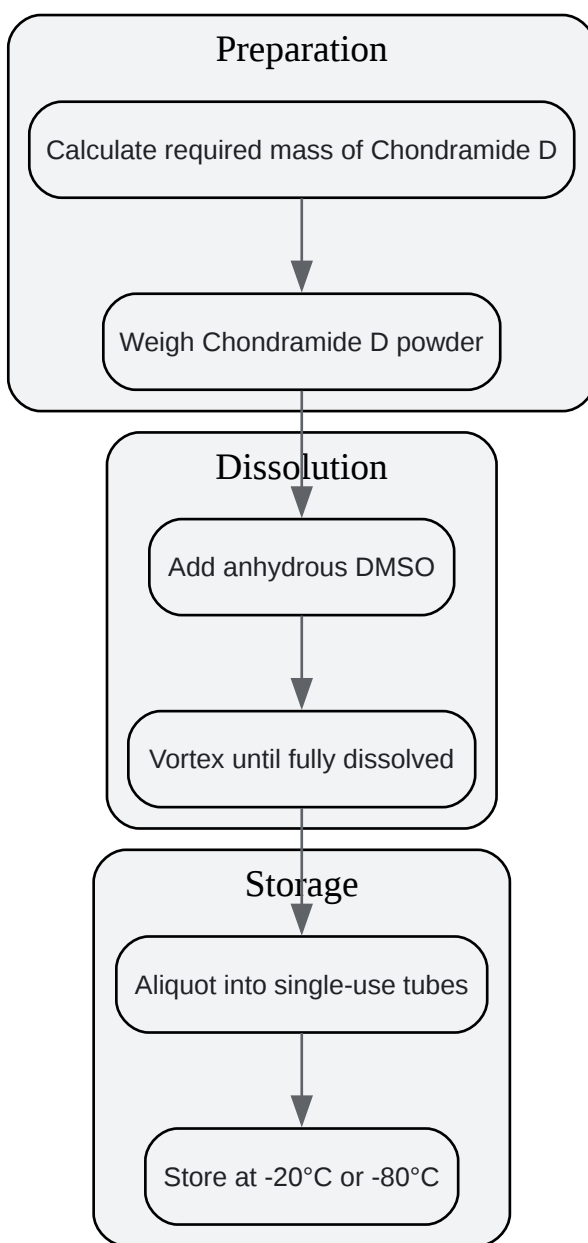 Preparation
Calculate required mass of Chondramide D
Weigh Chondramide D powder
Dissolution
Add anhydrous DMSO
Vortex until fully dissolved
Storage
Aliquot into single-use tubes
Store at -20°C or -80°C